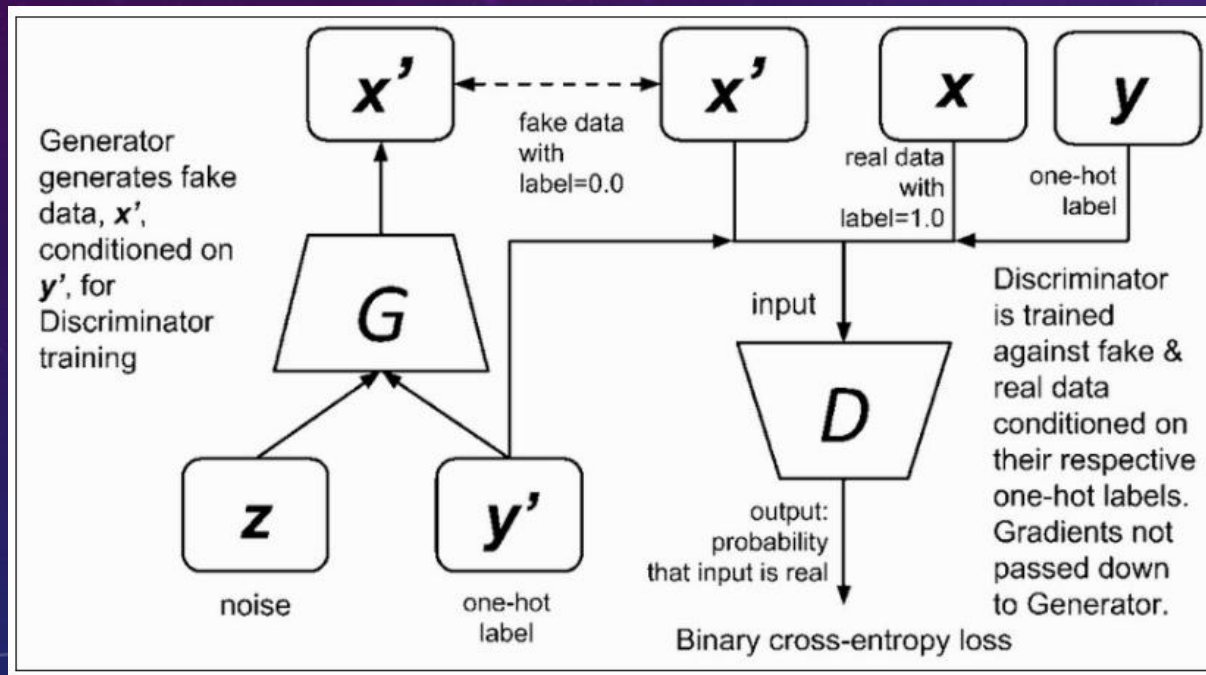 x’
x’
x
y
Generator
generates fake
data, x’,
conditioned on
y’, for
Discriminator
training
fake data
with
label=0.0
real data
with
label=1.0
one-hot
label
G
input
D
Discriminator
is trained
against fake &
real data
conditioned on
their respective
one-hot labels.
Gradients not
passed down
to Generator.
z
y’
noise
one-hot
label
output:
probability
that input is real
Binary cross-entropy loss